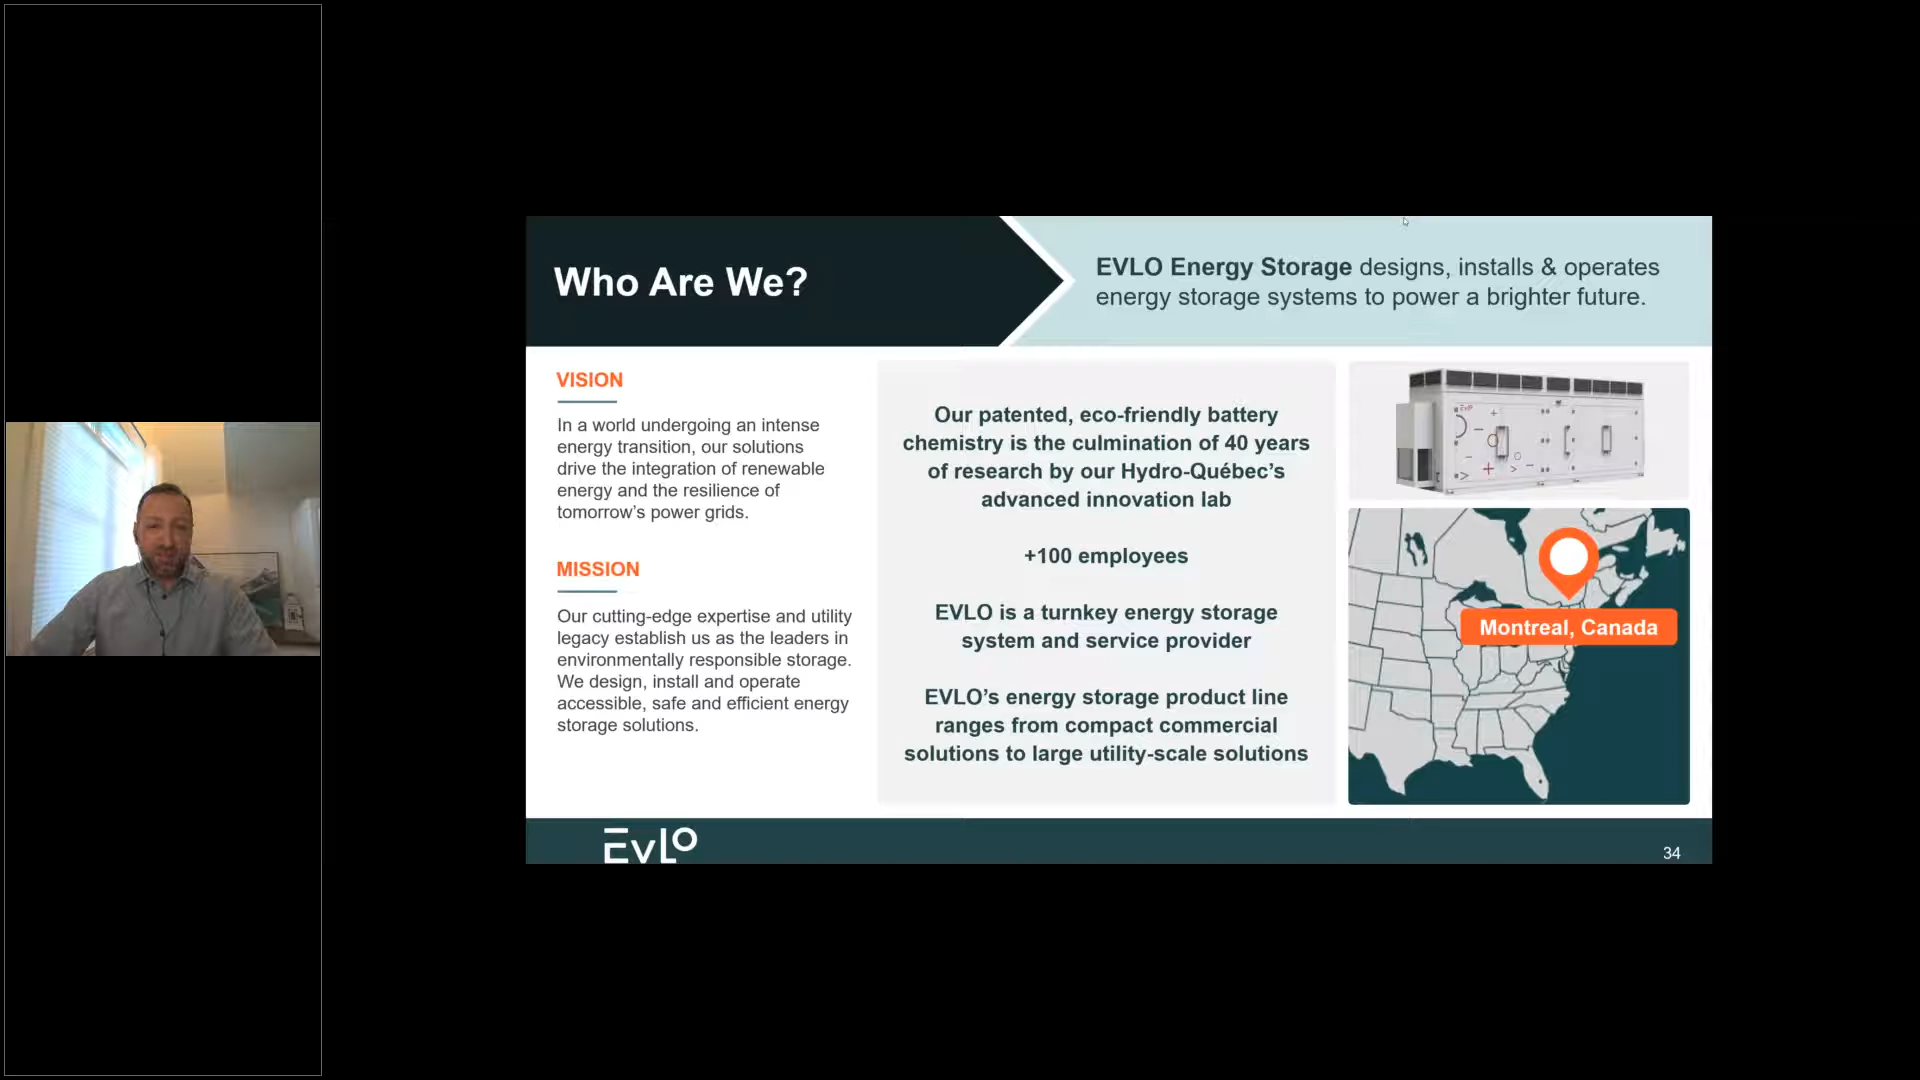 Who Are We?
EVLO Energy Storage designs, installs & operates
energy storage systems to power a brighter future.
VISION
In a world undergoing an intense
energy transition, our solutions
drive the integration of renewable
energy and the resilience of
tomorrow's power grids.
MISSION
Our cutting-edge expertise and utility
legacy establish us as the leaders in
environmentally responsible storage.
We design, install and operate
accessible, safe and efficient energy
storage solutions.
Our patented, eco-friendly battery
chemistry is the culmination of 40 years
of research by our Hydro-Québec's
advanced innovation lab
+100 employees
EVLO is a turnkey energy storage
system and service provider
EVLO's energy storage product line
ranges from compact commercial
solutions to large utility-scale solutions
Montreal, Canada
EVLO
34